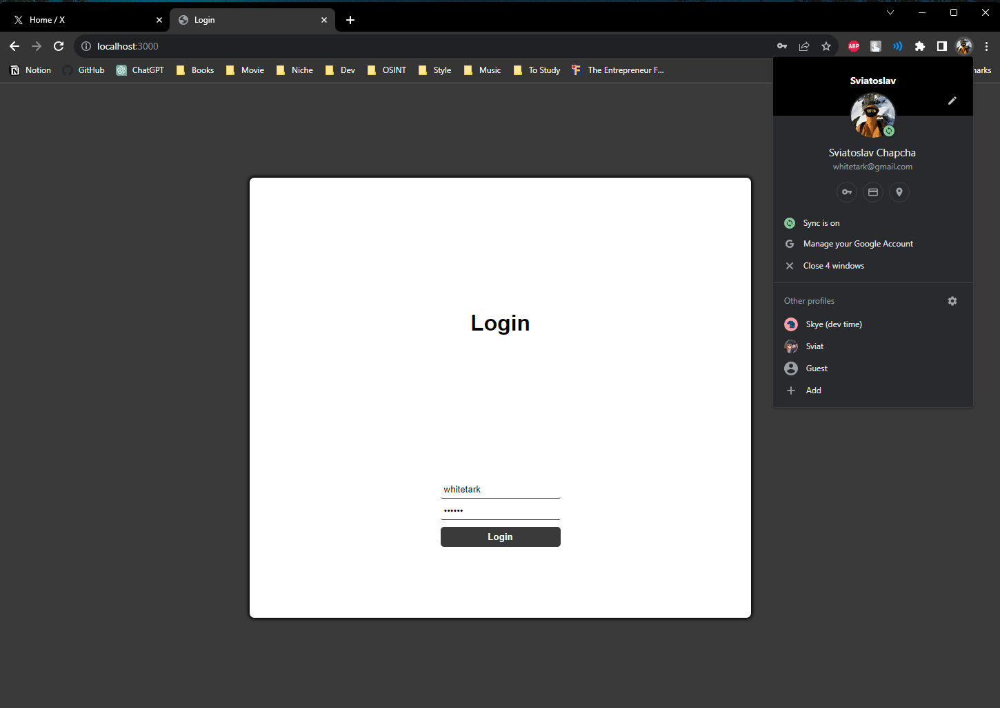 Home / X
Login
localhost:3000
ABP
Notion
GitHub
ChatGPT
Books
Movie
Niche
Dev
OSINT
Style
Music
To Study
The Entrepreneur F...
narks
Sviatoslav
Sviatoslav Chapcha
whitetark@gmail.com
Sync is on
Manage your Google Account
Close 4 windows
Other profiles
Skye (dev time)
Sviat
Guest
Add
Login
whitetark
••••••
Login